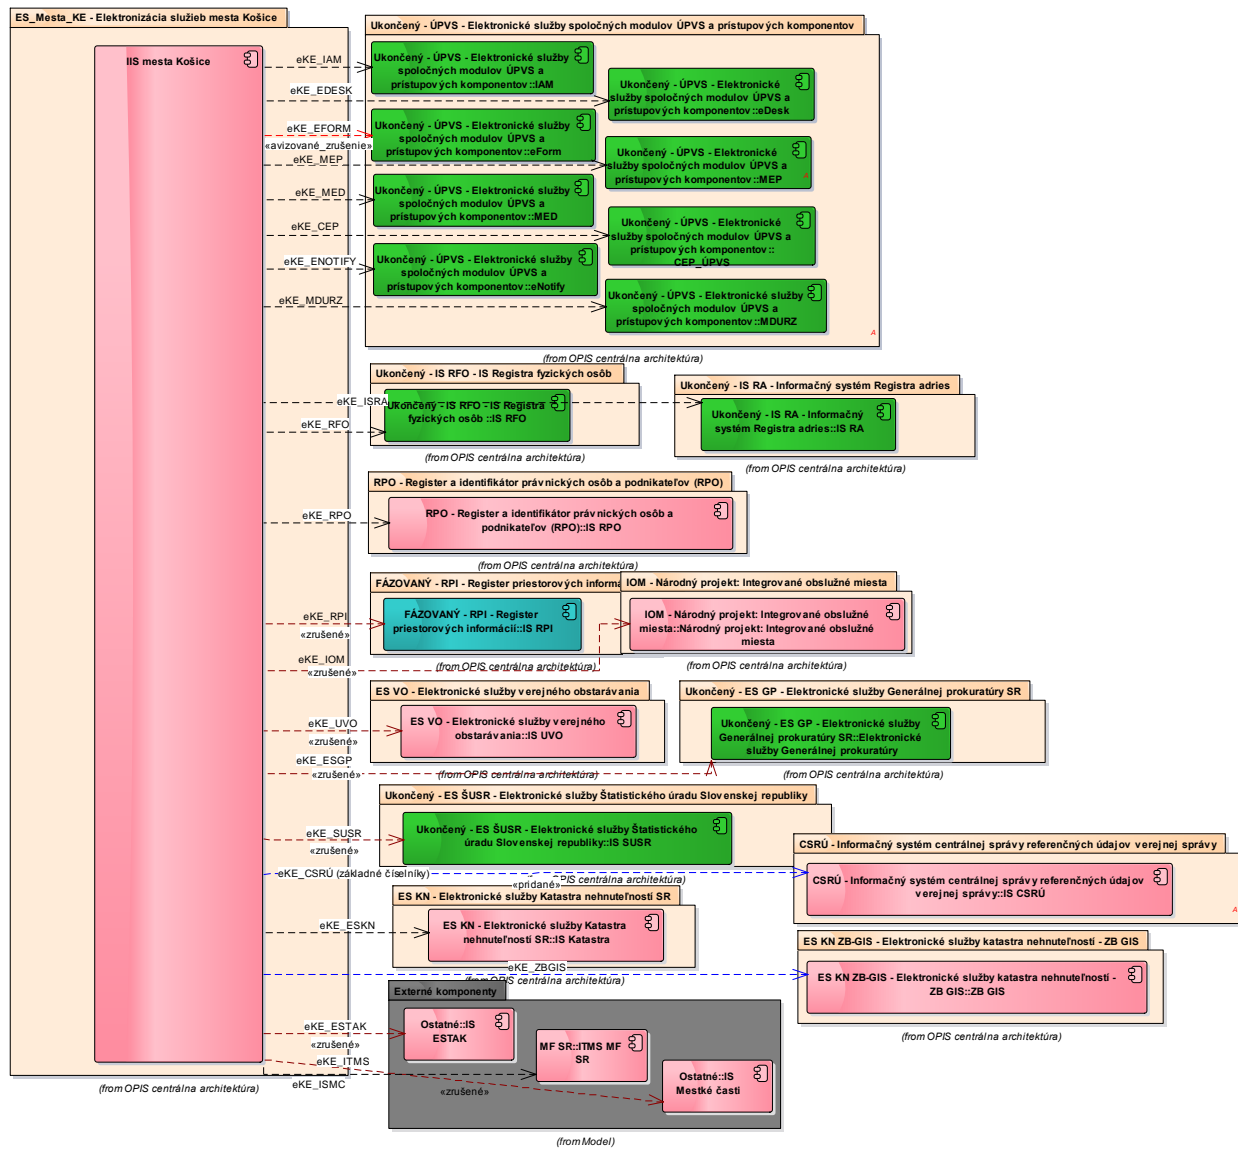 ES_Mesta_KE - Elektronizácia služieb mesta Košice
IIS mesta Košice
(from OPIS centrálna architektúra)
Ukončený - ÚPVS - Elektronické služby spoločných modulov ÚPVS a prístupových komponentov
eKE_IAM
Ukončený - ÚPVS - Elektronické služby
spoločných modulov ÚPVS a
prístupových komponentov::IAM
eKE_EDESK
Ukončený - ÚPVS - Elektronické
služby spoločných modulov ÚPVS a
prístupových komponentov::eDesk
eKE_EFORM
«avizované_zrušenie»
Ukončený - ÚPVS - Elektronické služby
spoločných modulov ÚPVS a
prístupových komponentov::eForm
eKE_MEP
Ukončený - ÚPVS - Elektronické
služby spoločných modulov ÚPVS a
prístupových komponentov::MEP
A
eKE_MED
Ukončený - ÚPVS - Elektronické služby
spoločných modulov ÚPVS a
prístupových komponentov::MED
eKE_CEP
Ukončený - ÚPVS - Elektronické
služby spoločných modulov ÚPVS a
prístupových komponentov::
CEP_ÚPVS
eKE_ENOTIFY
Ukončený - ÚPVS - Elektronické služby
spoločných modulov ÚPVS a
prístupových komponentov::eNotify
eKE_MDURZ
Ukončený - ÚPVS - Elektronické služby
spoločných modulov ÚPVS a
prístupových komponentov::MDURZ
A
(from OPIS centrálna architektúra)
Ukončený - IS RFO - IS Registra fyzických osôb
eKE_ISRA
Ukončený - IS RFO - IS Registra
fyzických osôb ::IS RFO
eKE_RFO
(from OPIS centrálna architektúra)
Ukončený - IS RA - Informačný systém Registra adries
Ukončený - IS RA - Informačný
systém Registra adries::IS RA
(from OPIS centrálna architektúra)
RPO - Register a identifikátor právnických osôb a podnikateľov (RPO)
eKE_RPO
RPO - Register a identifikátor právnických osôb a
podnikateľov (RPO)::IS RPO
(from OPIS centrálna architektúra)
FÁZOVANÝ - RPI - Register priestorových informá
eKE_RPI
«zrušené»
FÁZOVANÝ - RPI - Register
priestorových informácií::IS RPI
(from OPIS centrálna architektúra)
IOM - Národný projekt: Integrované obslužné miesta
IOM - Národný projekt: Integrované obslužné
miesta::Národný projekt: Integrované obslužné
miesta
(from OPIS centrálna architektúra)
eKE_IOM
«zrušené»
ES VO - Elektronické služby verejného obstarávania
eKE_UVO
«zrušené»
ES VO - Elektronické služby verejného
obstarávania::IS UVO
(from OPIS centrálna architektúra)
Ukončený - ES GP - Elektronické služby Generálnej prokuratúry SR
Ukončený - ES GP - Elektronické služby
Generálnej prokuratúry SR::Elektronické
služby Generálnej prokuratúry
(from OPIS centrálna architektúra)
eKE_ESGP
«zrušené»
Ukončený - ES ŠUSR - Elektronické služby Štatistického úradu Slovenskej republiky
eKE_SUSR
«zrušené»
Ukončený - ES ŠUSR - Elektronické služby Štatistického
úradu Slovenskej republiky::IS SUSR
OPIS centrálna architektúra)
eKE_CSRÚ (základné číselníky)
«pridané»
CSRÚ - Informačný systém centrálnej správy referenčných údajov verejnej správy
CSRÚ - Informačný systém centrálnej správy referenčných údajov
verejnej správy::IS CSRÚ
A
ES KN - Elektronické služby Katastra nehnuteľností SR
eKE_ESKN
ES KN - Elektronické služby Katastra
nehnuteľností SR::IS Katastra
(from OPIS centrálna architektúra)
eKE_ZBGIS
ES KN ZB-GIS - Elektronické služby katastra nehnuteľností - ZB GIS
ES KN ZB-GIS - Elektronické služby katastra nehnuteľností -
ZB GIS::ZB GIS
(from OPIS centrálna architektúra)
Externé komponenty
eKE_ESTAK
«zrušené»
Ostatné::IS
ESTAK
MF SR::ITMS MF
SR
Ostatné::IS
Mestké časti
eKE_ITMS
eKE_ISMC
«zrušené»
(from Model)